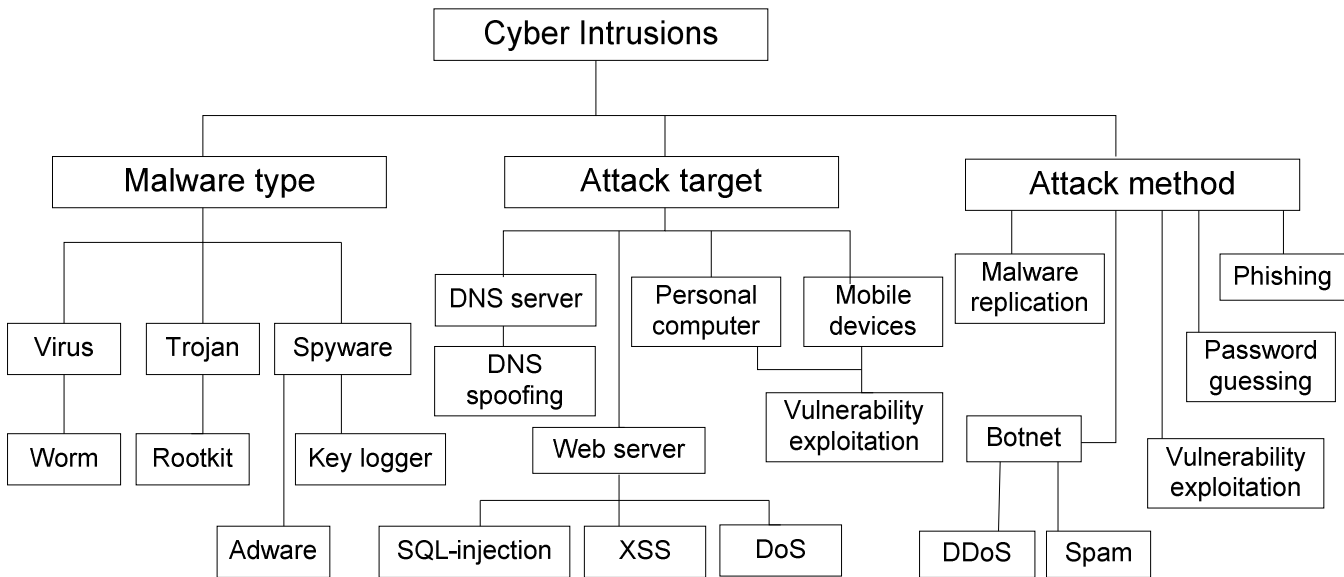 Cyber Intrusions
Malware type
Attack target
Attack method
Virus
Trojan
Spyware
Worm
Rootkit
Key logger
Adware
DNS server
DNS
spoofing
Personal
computer
Mobile
devices
Vulnerability
exploitation
Web server
SQL-injection
XSS
DoS
Malware
replication
Phishing
Password
guessing
Botnet
Vulnerability
exploitation
DDoS
Spam